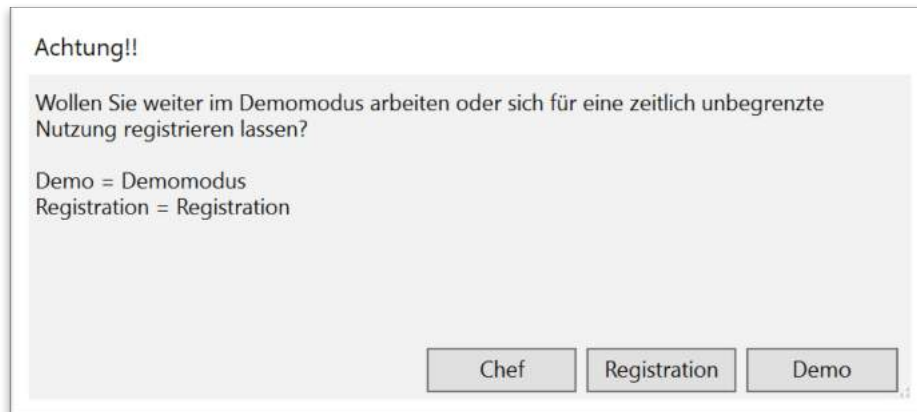 Achtung!!
Wollen Sie weiter im Demomodus arbeiten oder sich für eine zeitlich unbegrenzte
Nutzung registrieren lassen?
Demo = Demomodus
Registration = Registration
Chef
Registration
Demo